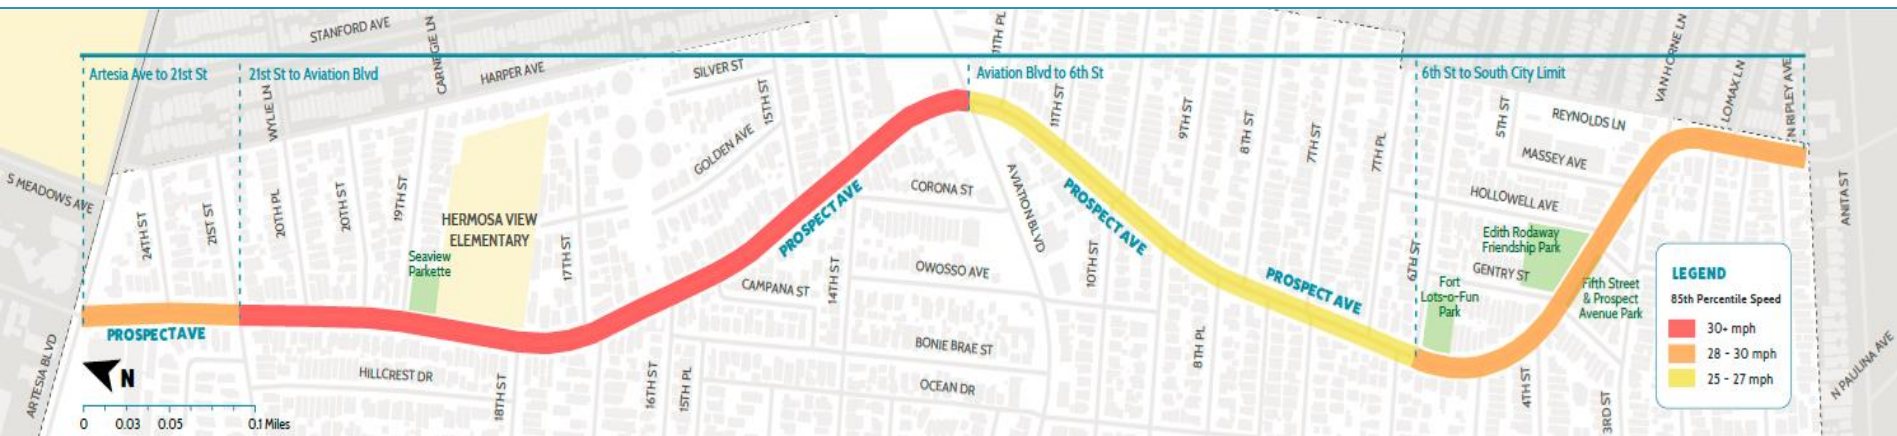 STANFORD AVE
CARNEGIE LN
11TH PL
VAN HORNE LN
Artesia Ave to 21st St
21st St to Aviation Blvd
HARPER AVE
SILVER ST
Aviation Blvd to 6th St
6th St to South City Limit
LOMAX LN
N RIPLEY AVE
WYLIE LN
15TH ST
11TH ST
9TH ST
8TH ST
7TH ST
7TH PL
5TH ST
REYNOLDS LN
GOLDEN AVE
MASSEY AVE
S MEADOWS AVE
24TH ST
21ST ST
20TH PL
20TH ST
19TH ST
HERMOSA VIEW
ELEMENTARY
CORONA ST
AVIATION BLVD
PROSPECT AVE
PROSPECT AVE
HOLLOWELL AVE
ANITA ST
Seaview
Parkette
17TH ST
14TH ST
CAMPANA ST
OWOSSO AVE
10TH ST
PROSPECT AVE
6TH ST
Edith Rodaway
Friendship Park
GENTRY ST
Fort
Lots-o-Fun
Park
Fifth Street
& Prospect
Avenue Park
LEGEND
85th Percentile Speed
30+ mph
28 - 30 mph
25 - 27 mph
PROSPECT AVE
ARTESIA BLVD
N
HILLCREST DR
18TH ST
16TH ST
15TH PL
BONIE BRAE ST
OCEAN DR
8TH PL
4TH ST
3RD ST
N PAULINA AVE
0 0.03 0.05 0.1 Miles